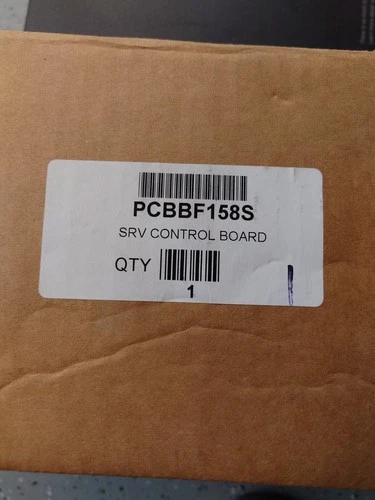 PCBBF158S
SRV CONTROL BOARD
QTY
1